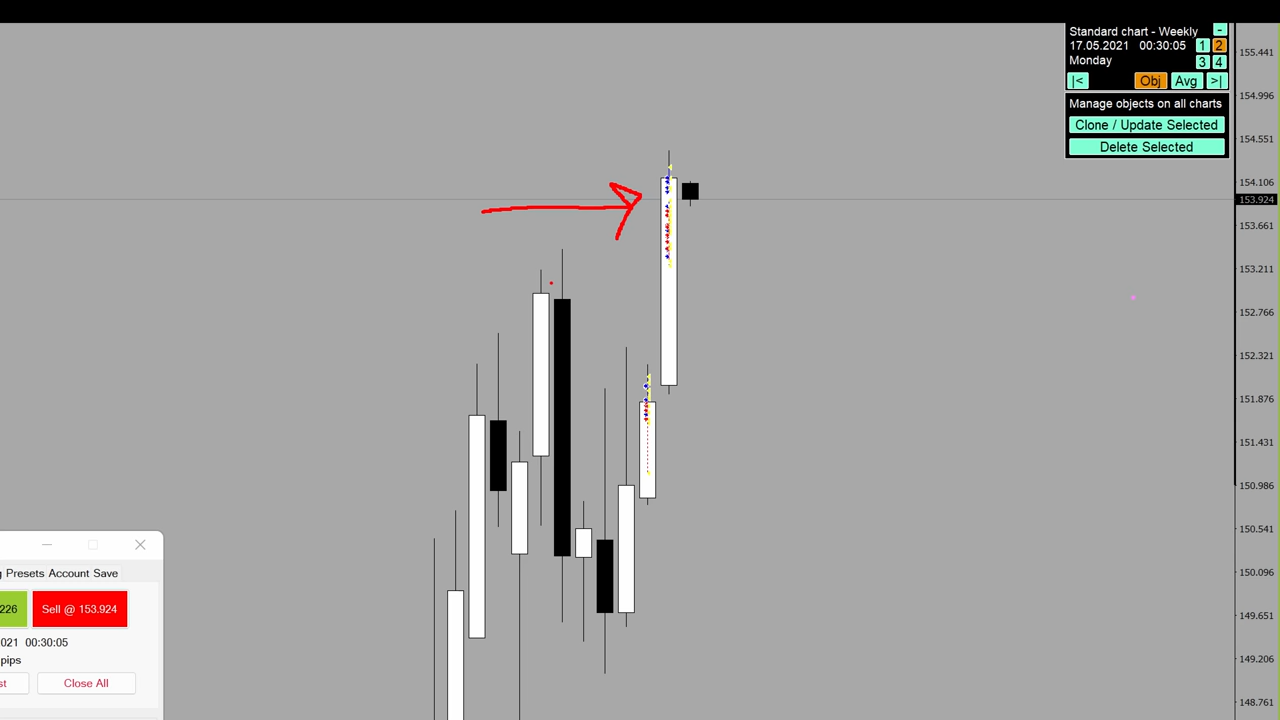 Standard chart - Weekly -
17.05.2021 00:30:05 1 2
Monday 3 4
|< Obj Avg >|
Manage objects on all charts
Clone / Update Selected
Delete Selected
155.441
154.996
154.551
154.106
153.924
153.661
153.211
152.766
152.321
151.876
151.431
150.986
150.541
150.096
149.651
149.206
148.761
g Presets Account Save
226 Sell @ 153.924
021 00:30:05
pips
st Close All